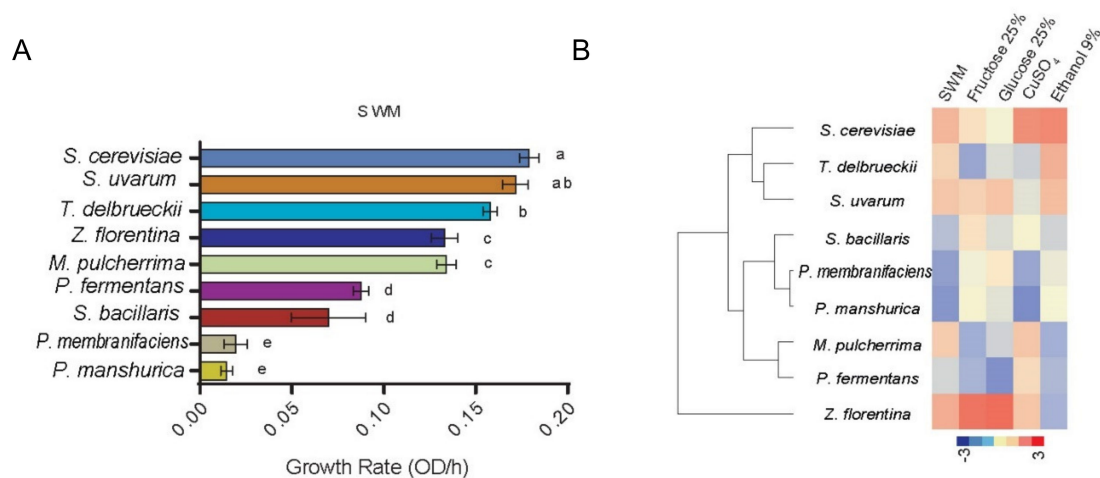 A
SWM
S. cerevisiae
a
S. uvarum
ab
T. delbrueckii
b
Z. florentina
c
M. pulcherrima
c
P. fermentans
d
S. bacillaris
d
P. membranifaciens
e
P. manshurica
e
0.00
0.05
0.10
0.15
0.20
Growth Rate (OD/h)
B
SWM
Fructose 25%
Glucose 25%
CuSO₄
Ethanol 9%
S. cerevisiae
T. delbrueckii
S. uvarum
S. bacillaris
P. membranifaciens
P. manshurica
M. pulcherrima
P. fermentans
Z. florentina
-3
3